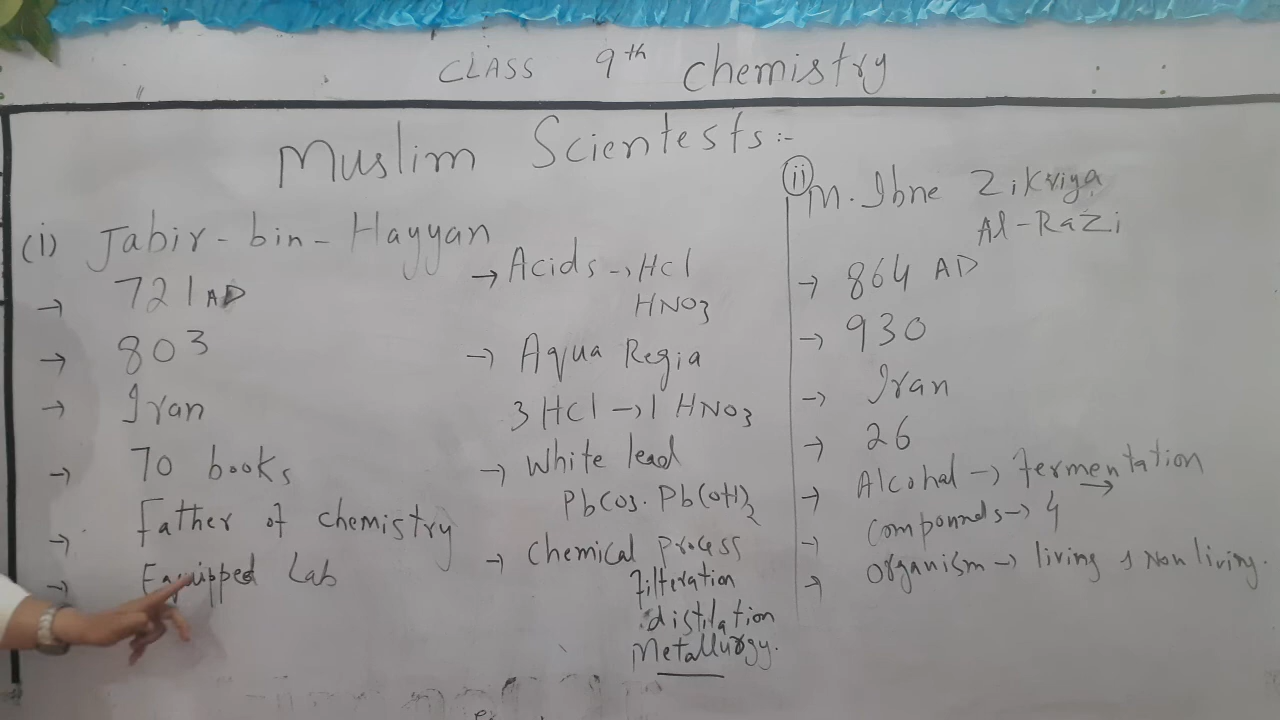 CLASS 9th Chemistry
Muslim Scientests:-
(i) Jabir-bin-Hayyan
→ 721 AD
→ 803
→ Iran
→ 70 books
→ Father of chemistry
→ Equipped Lab
→ Acids → HCl
HNO3
→ Aqua Regia
3 HCl → 1 HNO3
→ White lead
PbCO3. Pb(OH)2
→ Chemical Process
Filteration
distilation
Metallurgy.
(ii) M. Ibne Zikriya
Al-Razi
→ 864 AD
→ 930
→ Iran
→ 26
→ Alcohal → fermentation
→ Compounds → 4
→ Organism → living , Non living.